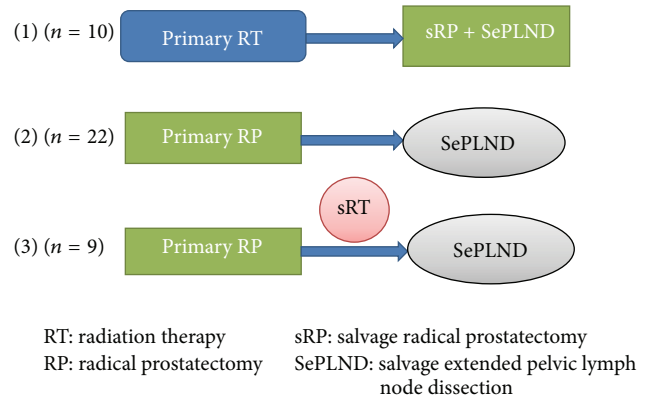 (1) (n = 10) Primary RT sRP + SePLND
(2) (n = 22) Primary RP SePLND
sRT
(3) (n = 9) Primary RP SePLND
RT: radiation therapy
RP: radical prostatectomy
sRP: salvage radical prostatectomy
SePLND: salvage extended pelvic lymph
node dissection